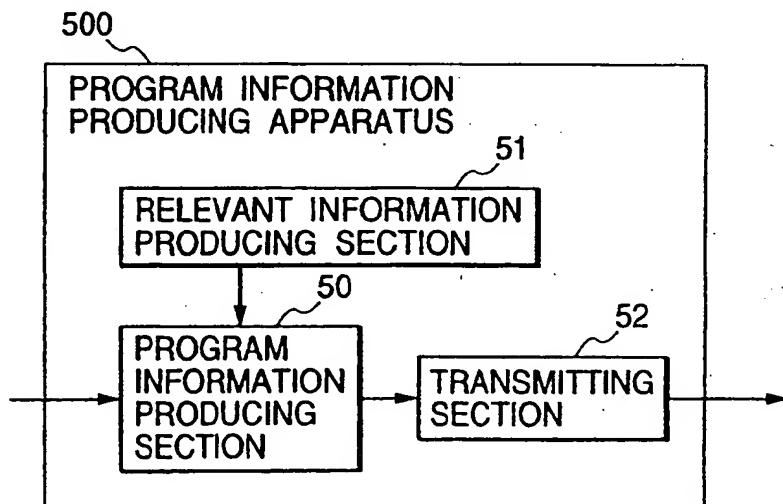 500
PROGRAM INFORMATION
PRODUCING APPARATUS
51
RELEVANT INFORMATION
PRODUCING SECTION
50
PROGRAM
INFORMATION
PRODUCING
SECTION
52
TRANSMITTING
SECTION